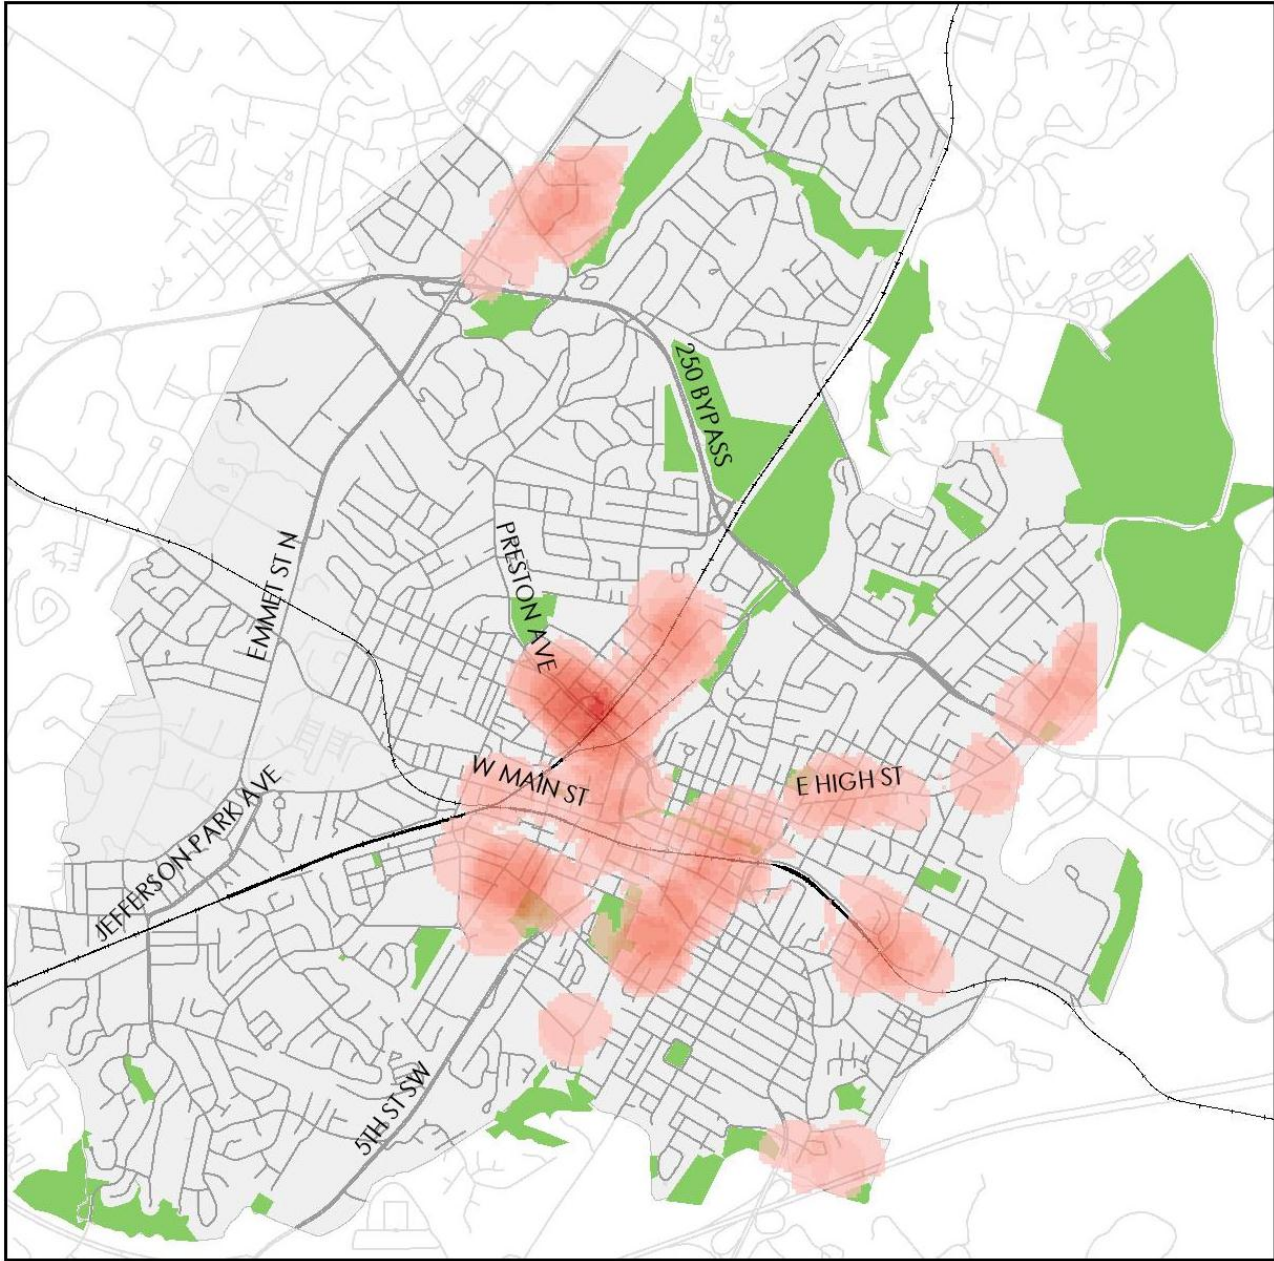 250 BYPASS
EMMET ST N
PRESTON AVE
W MAIN ST
E HIGH ST
JEFFERSON PARK AVE
5TH ST SW